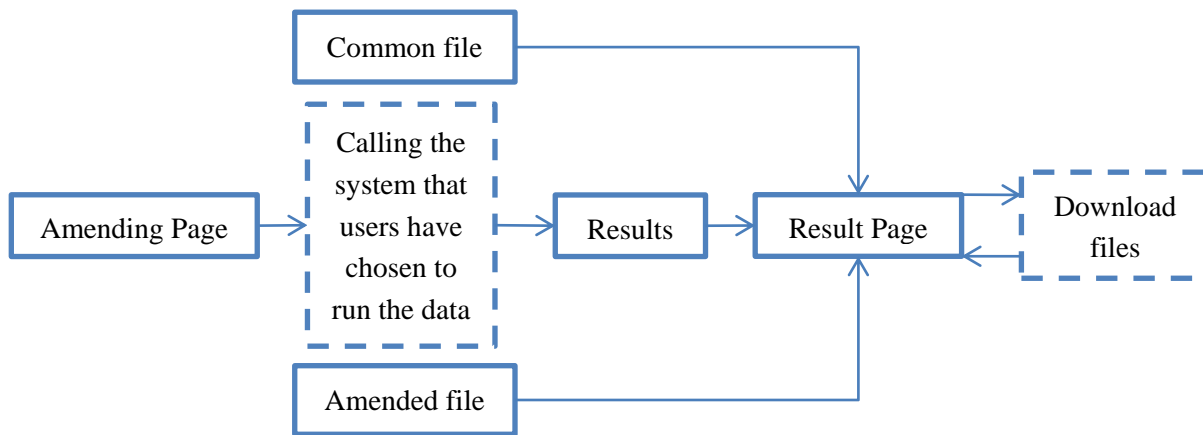 Common file
Calling the
system that
users have
chosen to
run the data
Amending Page
Results
Result Page
Download
files
Amended file